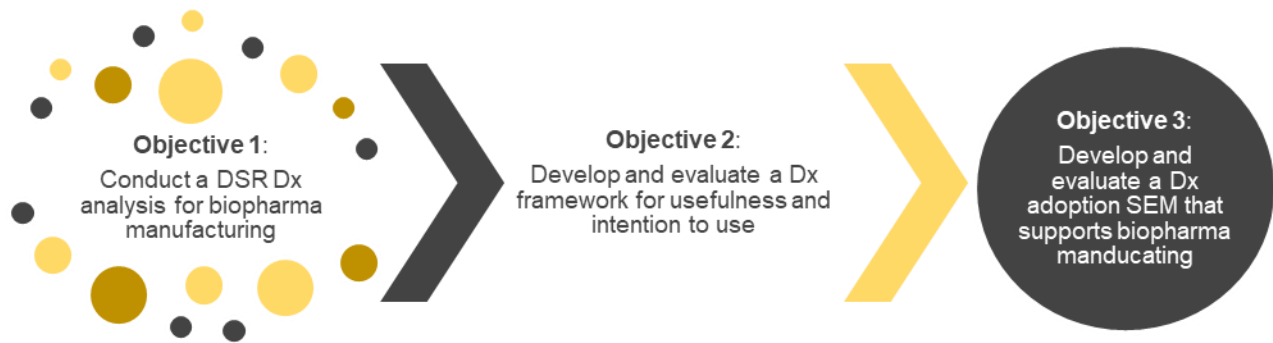 Objective 1:
Conduct a DSR Dx
analysis for biopharma
manufacturing
Objective 2:
Develop and evaluate a Dx
framework for usefulness and
intention to use
Objective 3:
Develop and
evaluate a Dx
adoption SEM that
supports biopharma
manducating